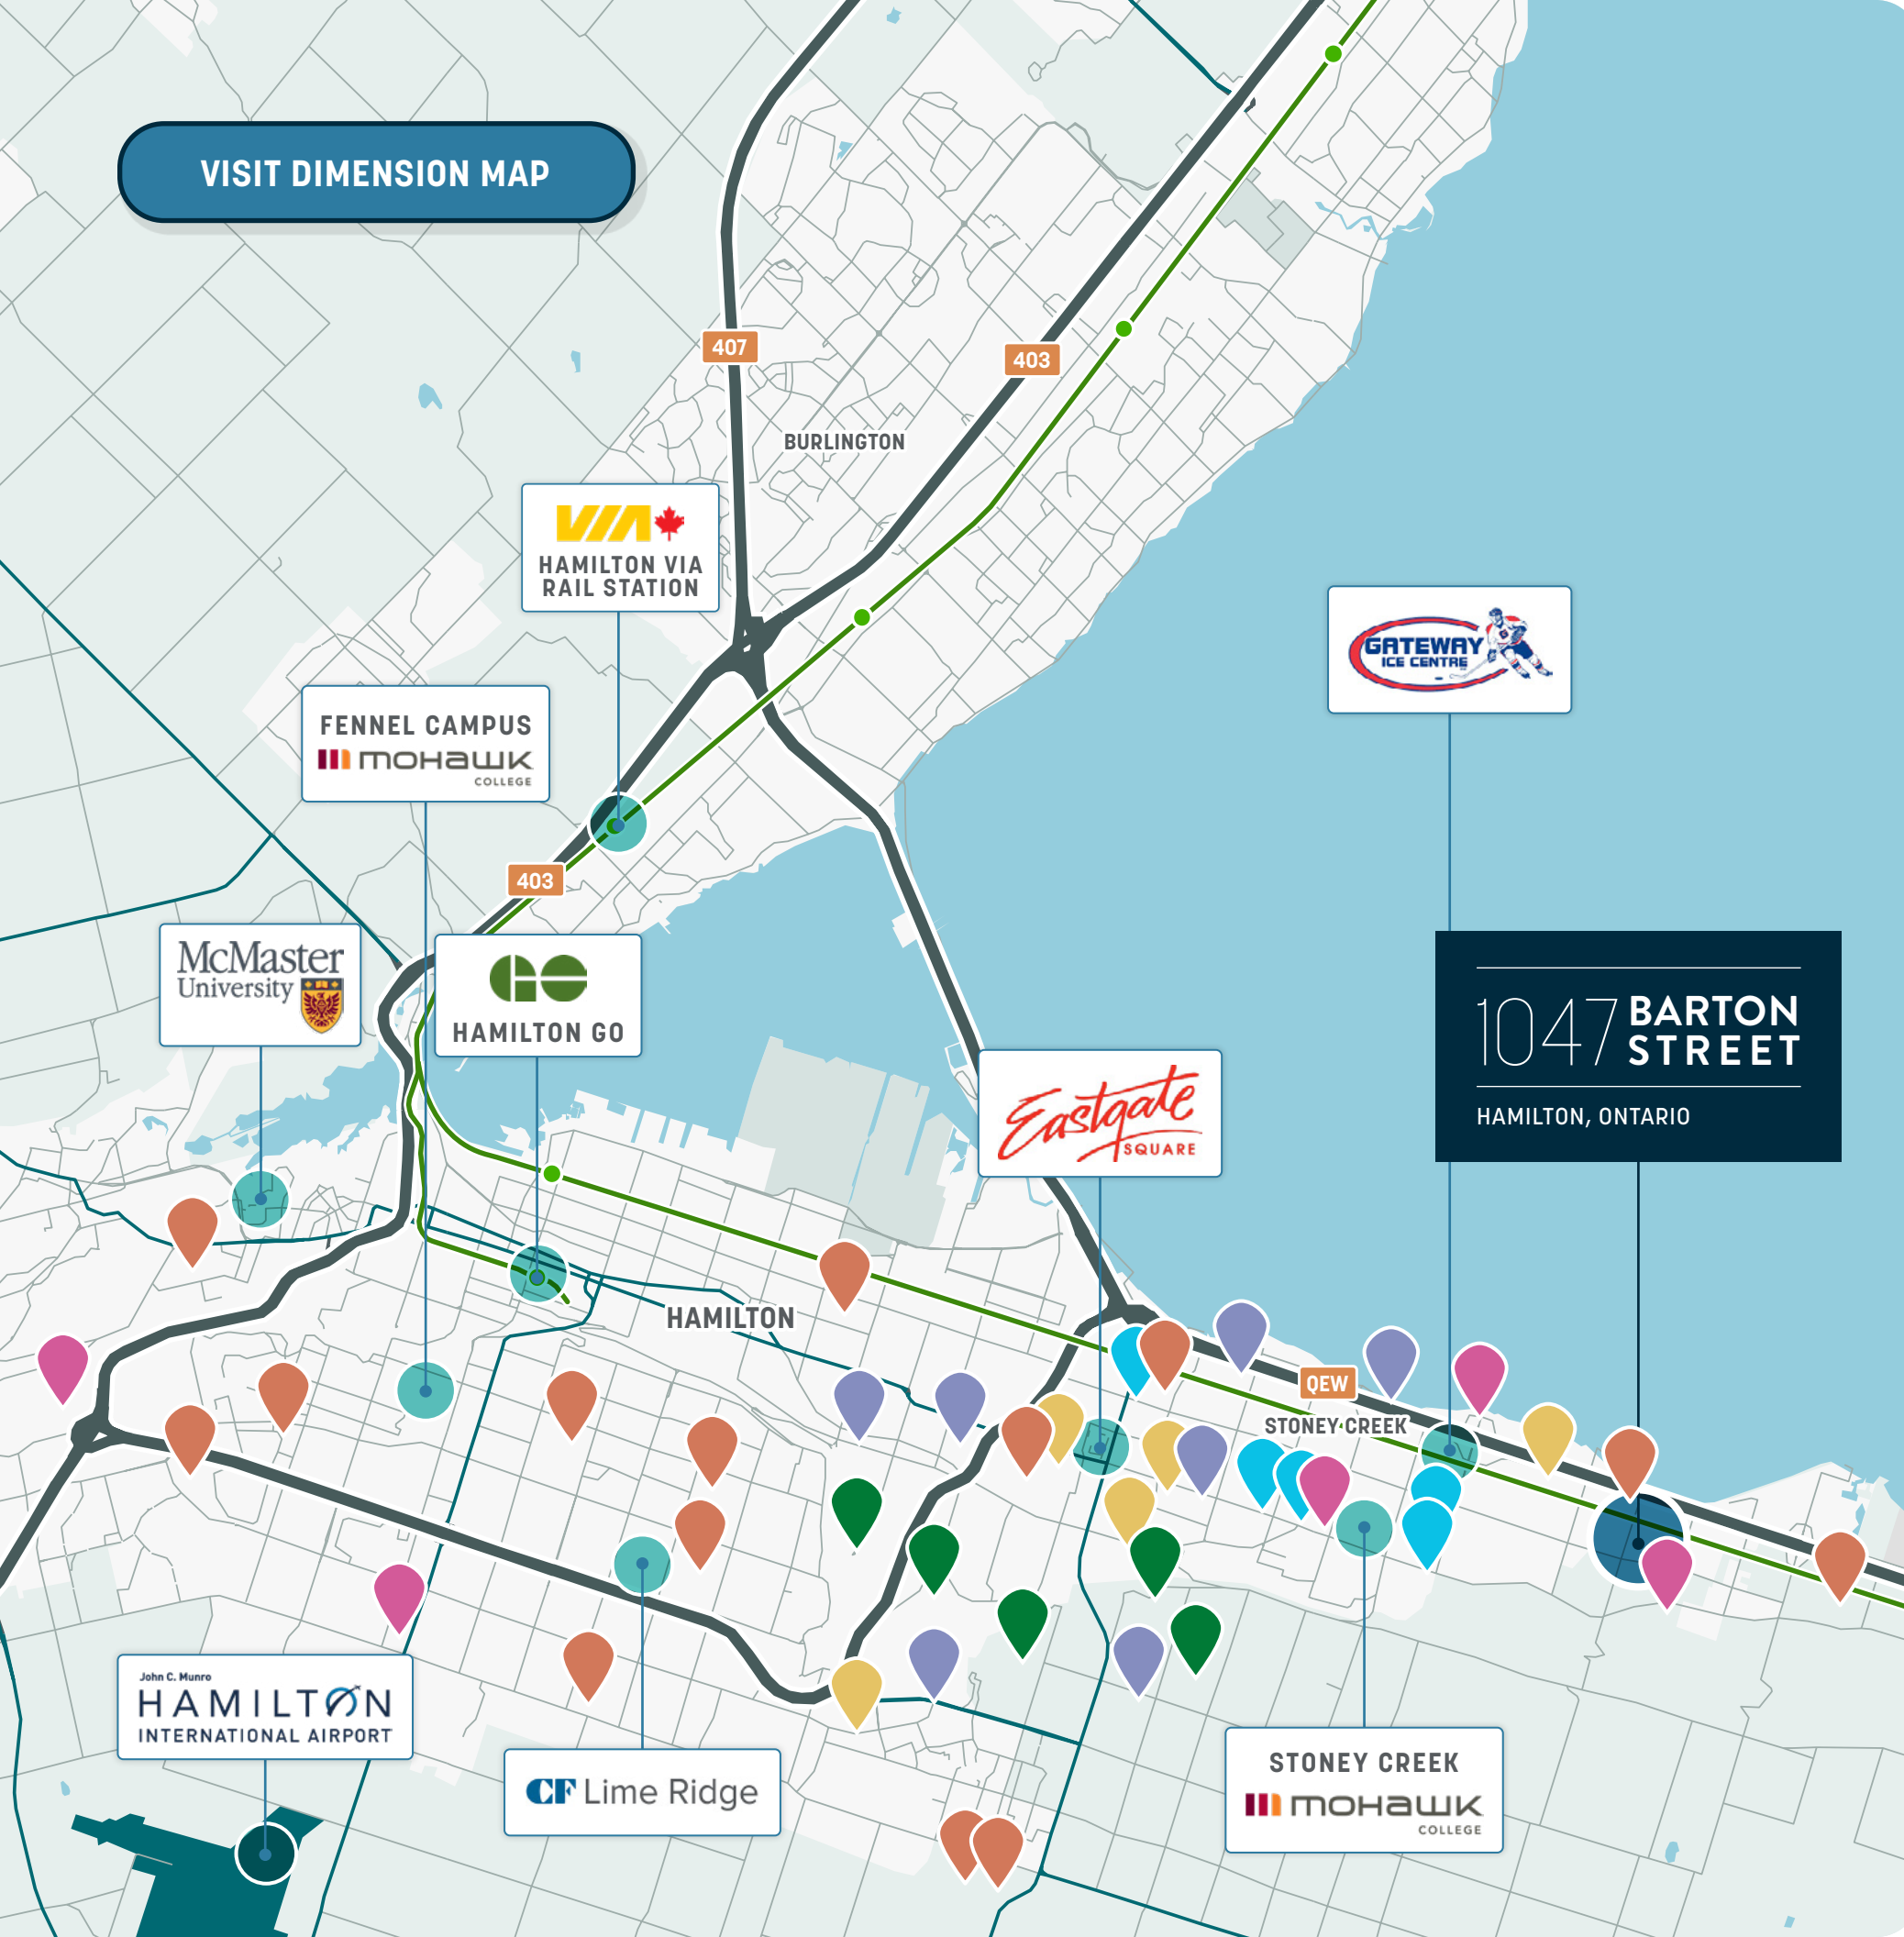 VISIT DIMENSION MAP
407
403
BURLINGTON
VIA
HAMILTON VIA
RAIL STATION
GATEWAY
ICE CENTRE
FENNEL CAMPUS
mohawk
COLLEGE
403
McMaster
University
GO
HAMILTON GO
1047 BARTON
STREET
HAMILTON, ONTARIO
Eastgate
SQUARE
HAMILTON
QEW
STONEY CREEK
John C. Munro
HAMILTON
INTERNATIONAL AIRPORT
CF Lime Ridge
STONEY CREEK
mohawk
COLLEGE